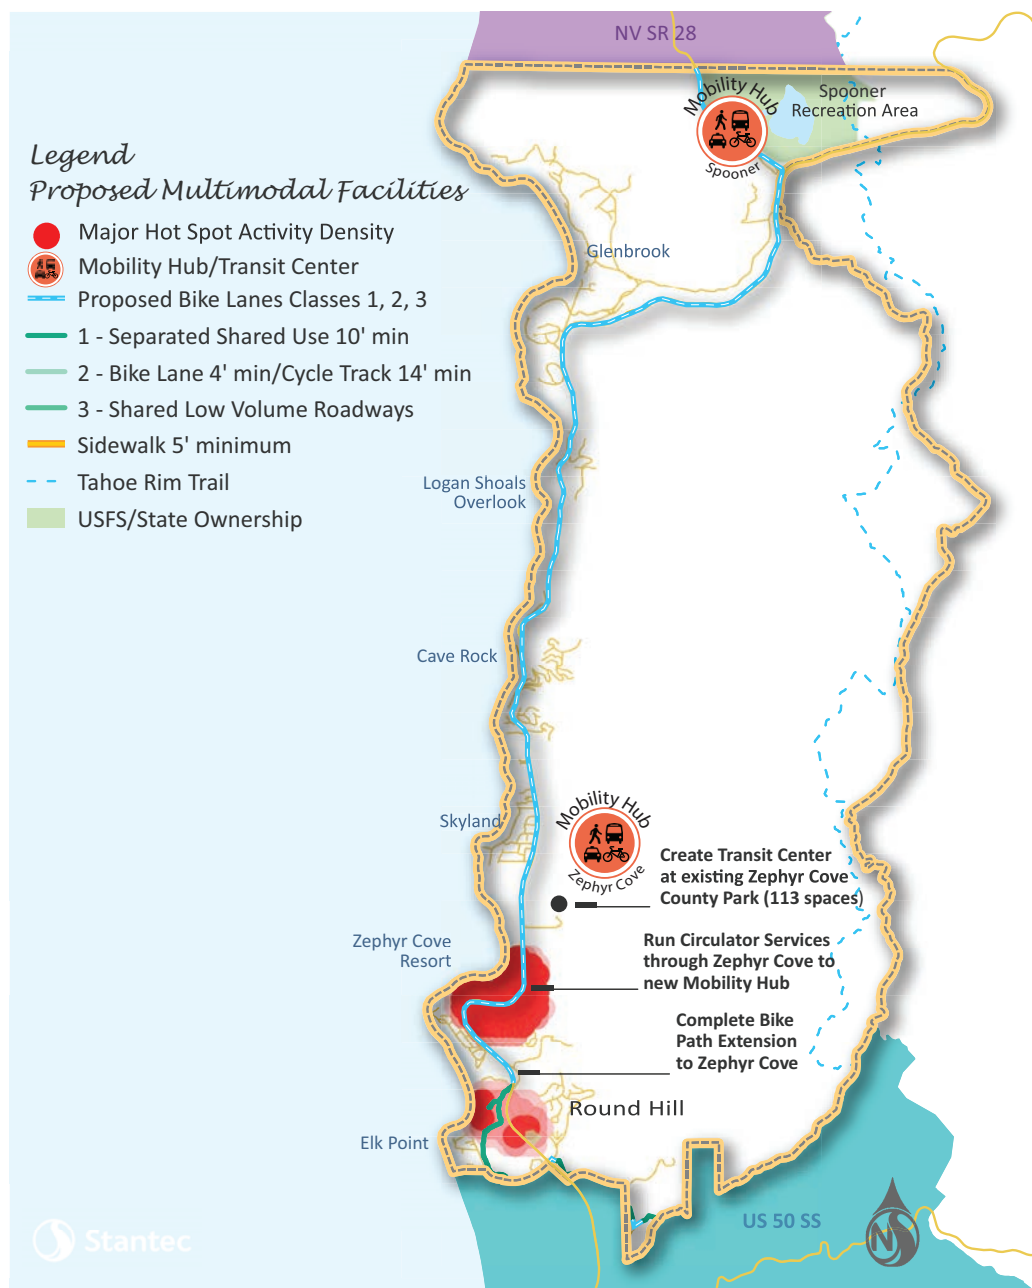 NV SR 28
Mobility Hub
Spooner
Spooner
Recreation Area
Legend
Proposed Multimodal Facilities
Major Hot Spot Activity Density
Mobility Hub/Transit Center
Proposed Bike Lanes Classes 1, 2, 3
1 - Separated Shared Use 10' min
2 - Bike Lane 4' min/Cycle Track 14' min
3 - Shared Low Volume Roadways
Sidewalk 5' minimum
Tahoe Rim Trail
USFS/State Ownership
Glenbrook
Logan Shoals
Overlook
Cave Rock
Skyland
Mobility Hub
Zephyr Cove
Create Transit Center
at existing Zephyr Cove
County Park (113 spaces)
Zephyr Cove
Resort
Run Circulator Services
through Zephyr Cove to
new Mobility Hub
Complete Bike
Path Extension
to Zephyr Cove
Round Hill
Elk Point
US 50 SS
N
Stantec